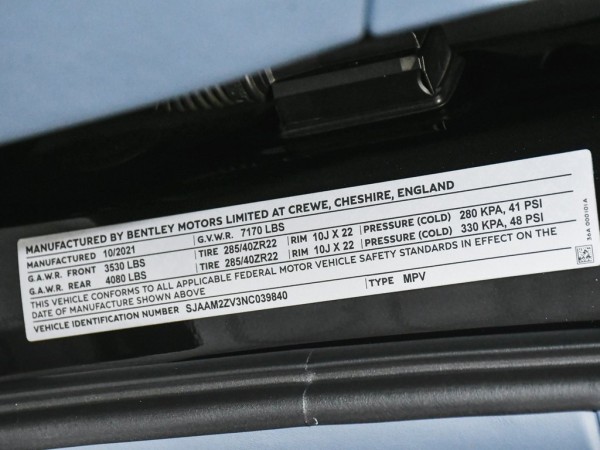 MANUFACTURED BY BENTLEY MOTORS LIMITED AT CREWE, CHESHIRE, ENGLAND
MANUFACTURED 10/2021 G.V.W.R. 7170 LBS
G.A.W.R. FRONT 3530 LBS TIRE 285/40ZR22 RIM 10J X 22 PRESSURE (COLD) 280 KPA, 41 PSI
G.A.W.R. REAR 4080 LBS TIRE 285/40ZR22 RIM 10J X 22 PRESSURE (COLD) 330 KPA, 48 PSI
THIS VEHICLE CONFORMS TO ALL APPLICABLE FEDERAL MOTOR VEHICLE SAFETY STANDARDS IN EFFECT ON THE
DATE OF MANUFACTURE SHOWN ABOVE
VEHICLE IDENTIFICATION NUMBER SJAAM2ZV3NC039840 TYPE MPV
36A 000 101 A